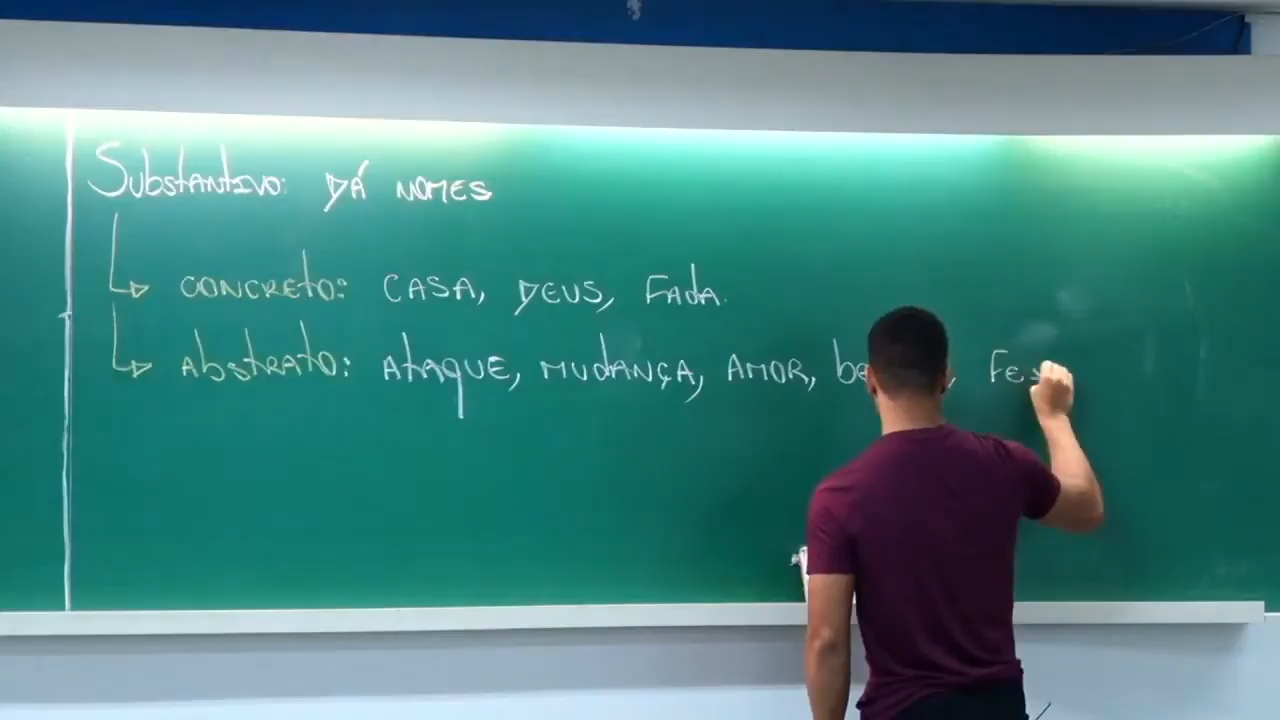 Substantivo: DÁ NOMES
CONCRETO: CASA, DEUS, FADA.
AbstRATO: AtAQUE, MUDANÇA, AMOR,